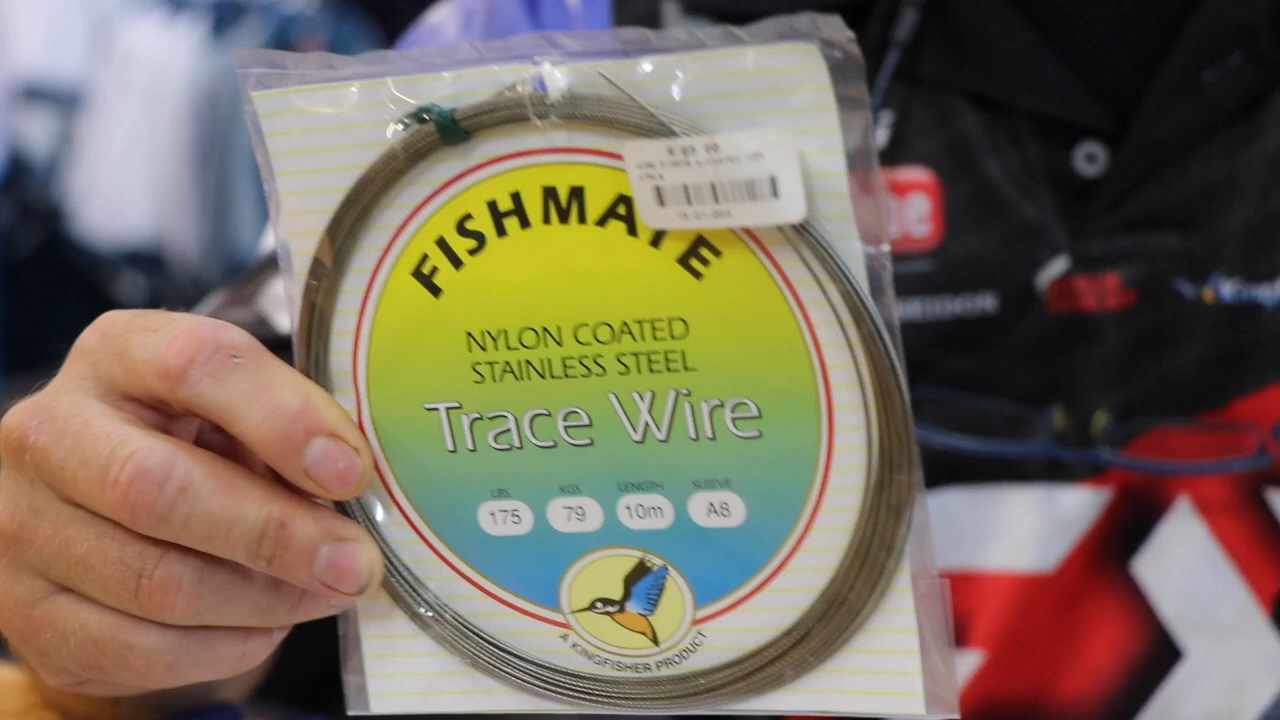 FISHMATE
NYLON COATED
STAINLESS STEEL
Trace Wire
LBS KGS LENGTH SLEEVE
175 79 10m A8
A KINGFISHER PRODUCT